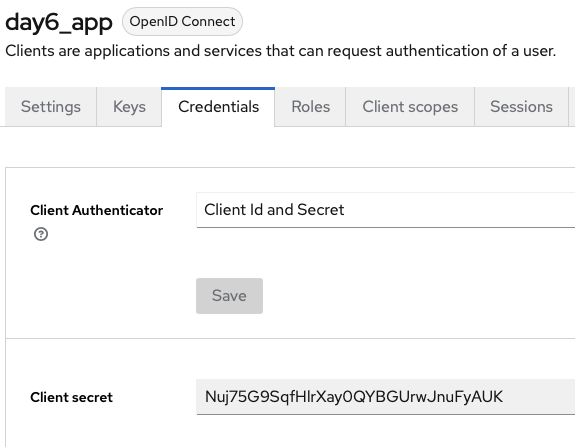 day6_app OpenID Connect
Clients are applications and services that can request authentication of a user.
Settings Keys Credentials Roles Client scopes Sessions
Client Authenticator Client Id and Secret
Save
Client secret Nuj75G9SqfHlrXay0QYBGUrwJnuFyAUK